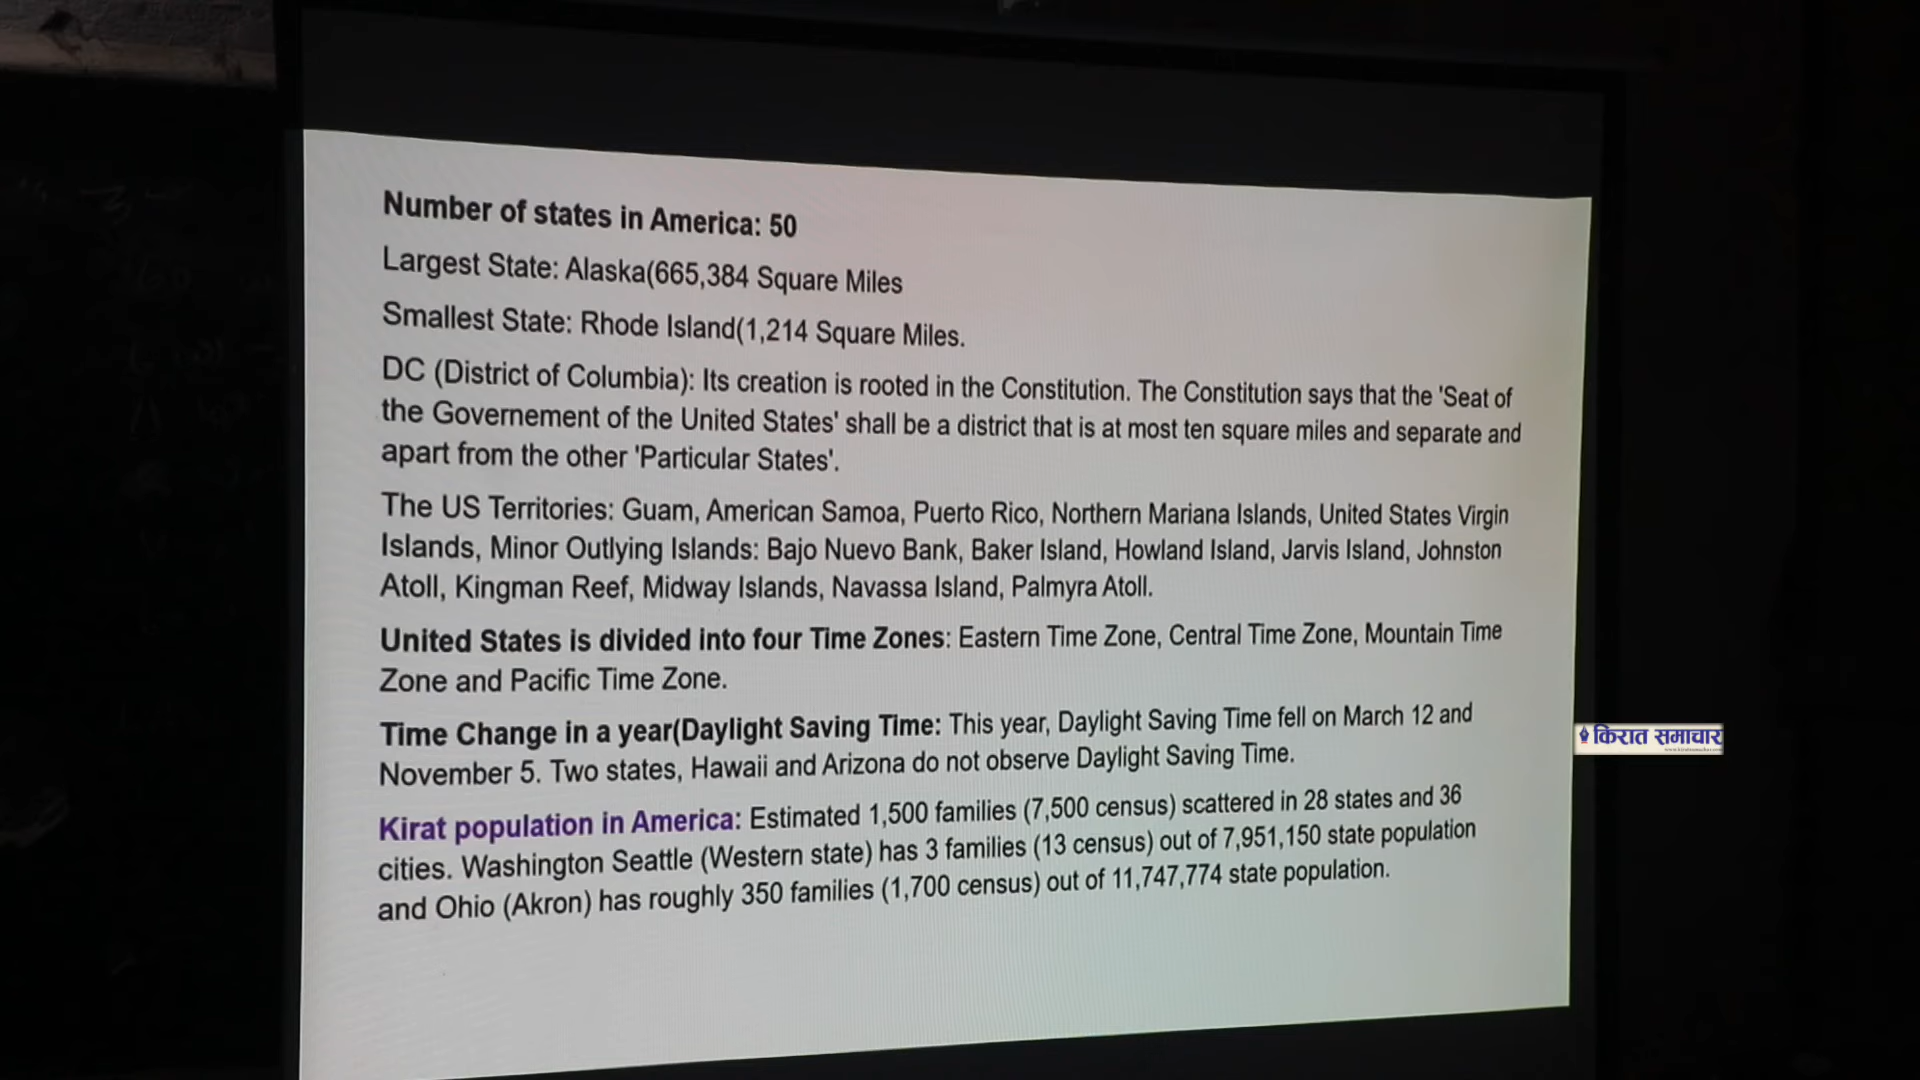 Number of states in America: 50
Largest State: Alaska(665,384 Square Miles
Smallest State: Rhode Island(1,214 Square Miles.
DC (District of Columbia): Its creation is rooted in the Constitution. The Constitution says that the 'Seat of
the Governement of the United States' shall be a district that is at most ten square miles and separate and
apart from the other 'Particular States'.
The US Territories: Guam, American Samoa, Puerto Rico, Northern Mariana Islands, United States Virgin
Islands, Minor Outlying Islands: Bajo Nuevo Bank, Baker Island, Howland Island, Jarvis Island, Johnston
Atoll, Kingman Reef, Midway Islands, Navassa Island, Palmyra Atoll.
United States is divided into four Time Zones: Eastern Time Zone, Central Time Zone, Mountain Time
Zone and Pacific Time Zone.
Time Change in a year(Daylight Saving Time: This year, Daylight Saving Time fell on March 12 and
November 5. Two states, Hawaii and Arizona do not observe Daylight Saving Time.
Kirat population in America: Estimated 1,500 families (7,500 census) scattered in 28 states and 36
cities. Washington Seattle (Western state) has 3 families (13 census) out of 7,951,150 state population
and Ohio (Akron) has roughly 350 families (1,700 census) out of 11,747,774 state population.
किरात समाचार